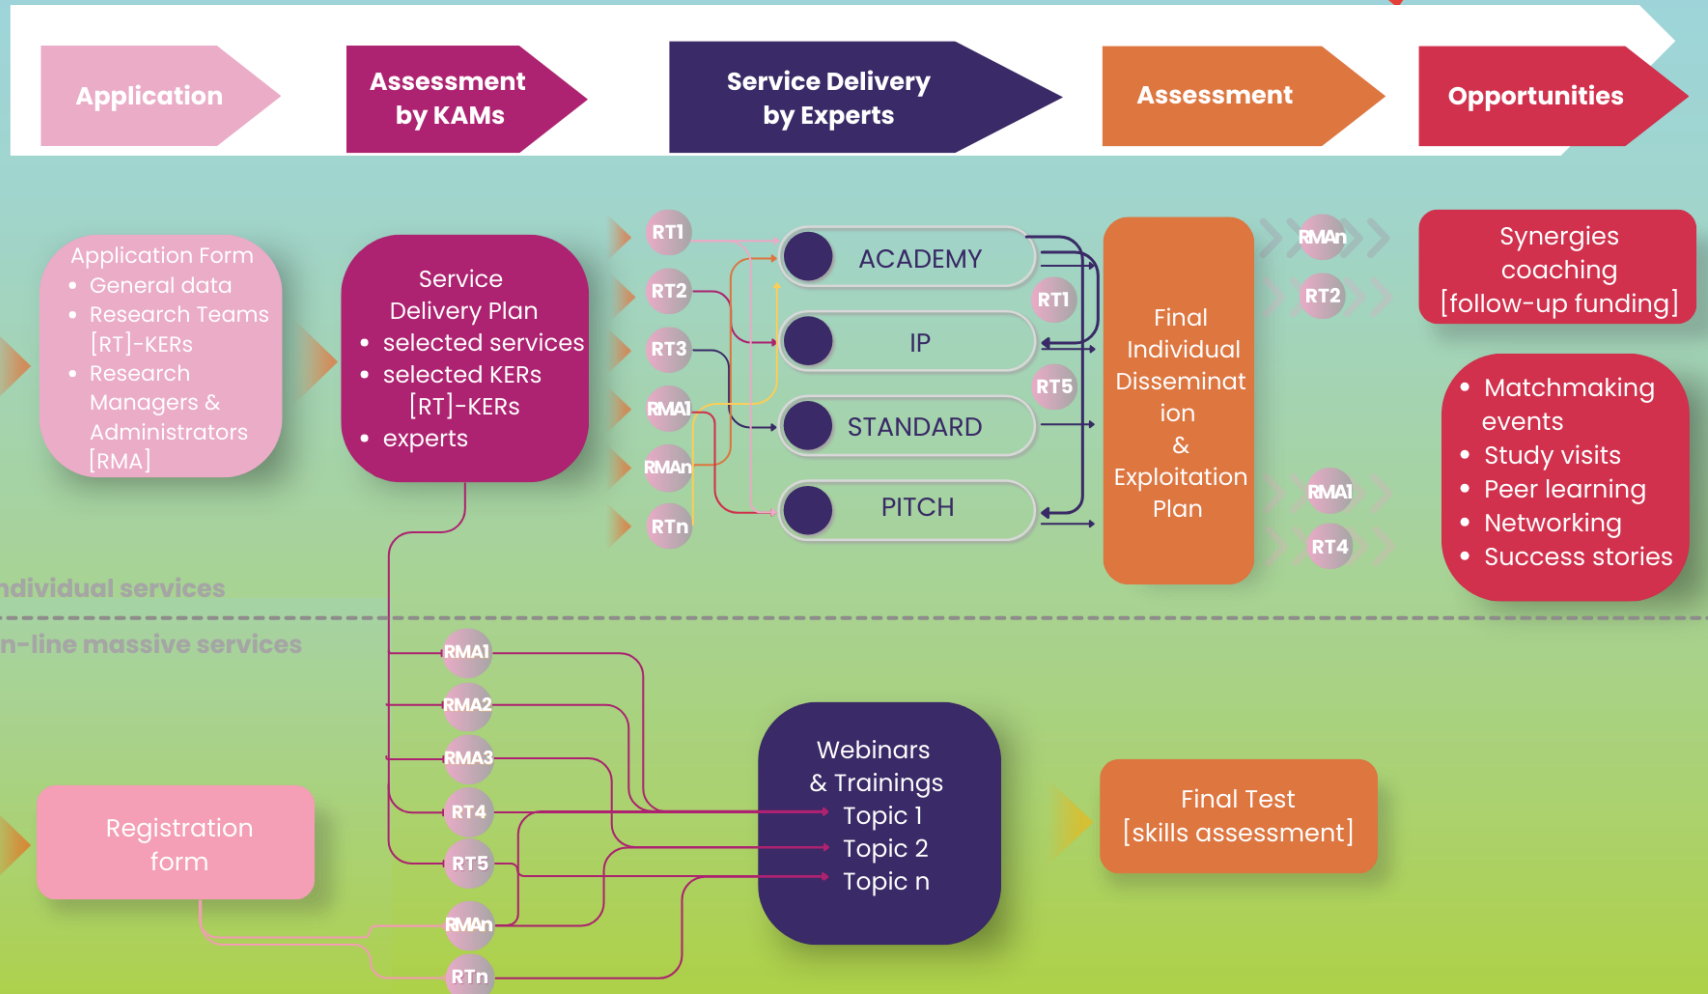 Application
Assessment
by KAMs
Service Delivery
by Experts
Assessment
Opportunities
Application Form
• General data
• Research Teams
[RT]-KERs
• Research
Managers &
Administrators
[RMA]
Service
Delivery Plan
• selected services
• selected KERs
[RT]-KERs
• experts
RT1
RT2
RT3
RMA1
RMAn
RTn
ACADEMY
IP
STANDARD
PITCH
RT1
RT5
Final
Individual
Disseminat
ion
&
Exploitation
Plan
RMAn
RT2
RMA1
RT4
Synergies
coaching
[follow-up funding]
• Matchmaking
events
• Study visits
• Peer learning
• Networking
• Success stories
ndividual services
n-line massive services
Registration
form
RMA1
RMA2
RMA3
RT4
RT5
RMAn
RTn
Webinars
& Trainings
Topic 1
Topic 2
Topic n
Final Test
[skills assessment]